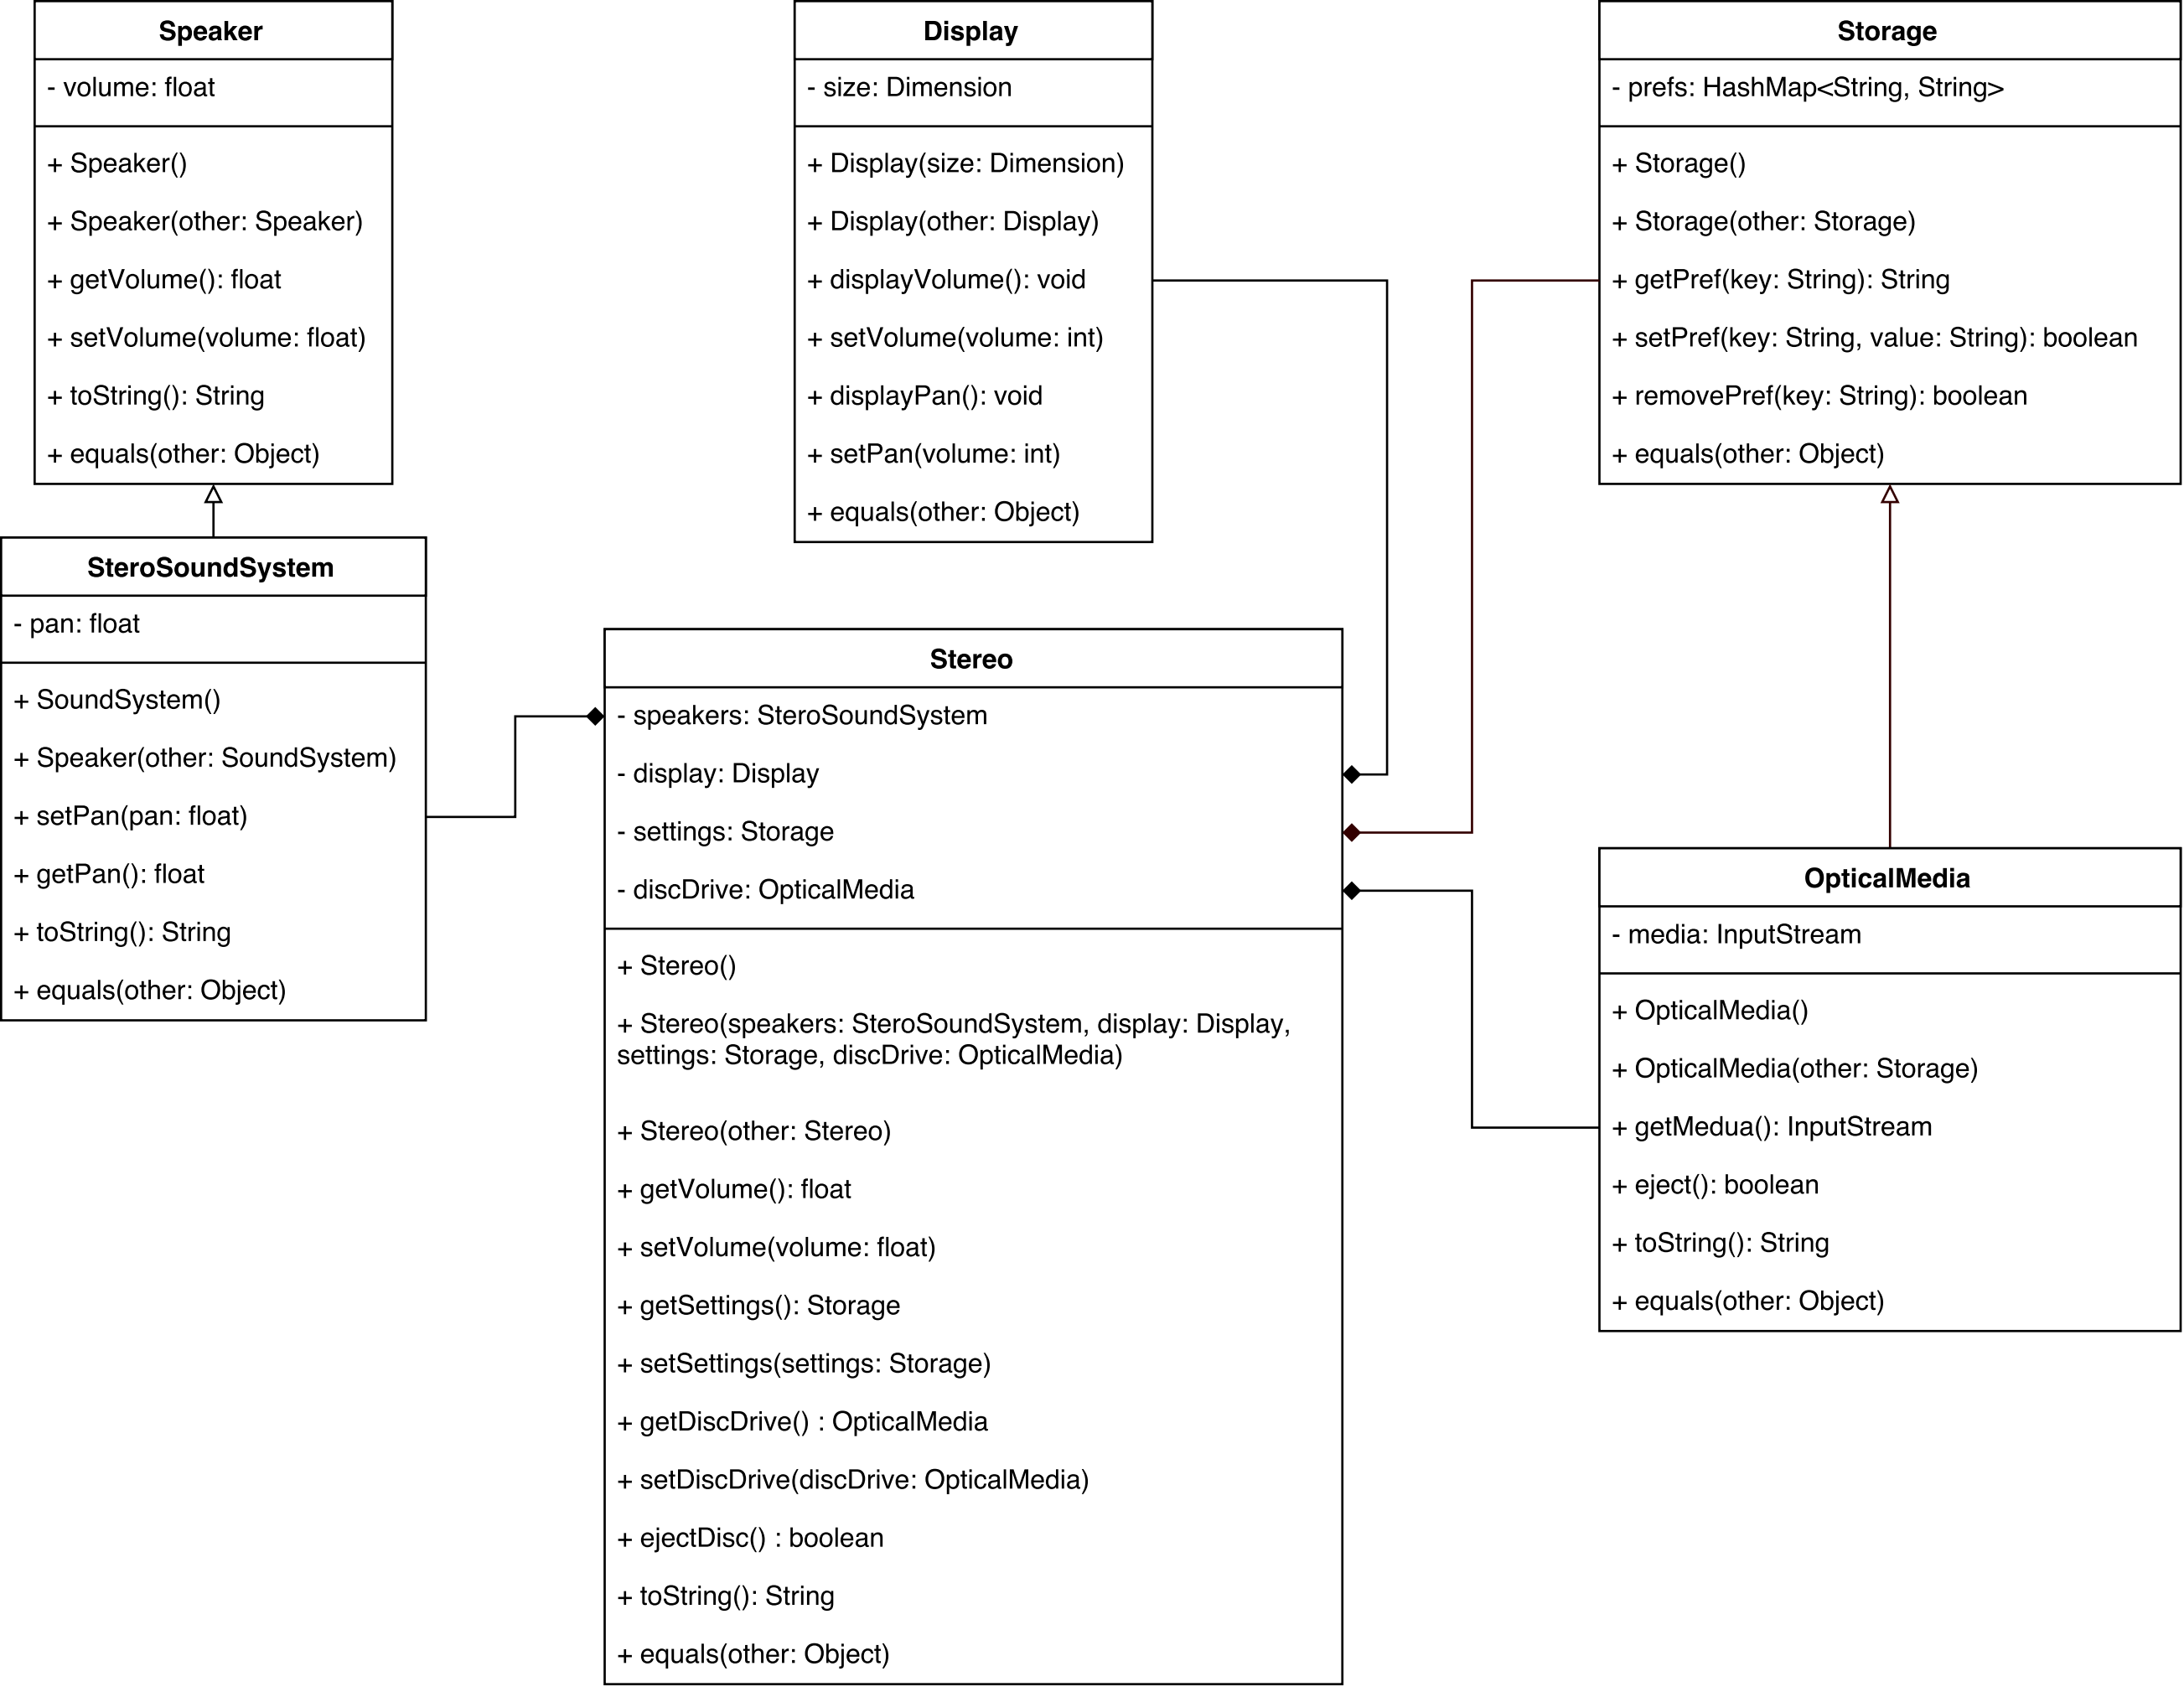 Speaker
- volume: float
+ Speaker()
+ Speaker(other: Speaker)
+ getVolume(): float
+ setVolume(volume: float)
+ toString(): String
+ equals(other: Object)
Display
- size: Dimension
+ Display(size: Dimension)
+ Display(other: Display)
+ displayVolume(): void
+ setVolume(volume: int)
+ displayPan(): void
+ setPan(volume: int)
+ equals(other: Object)
Storage
- prefs: HashMap<String, String>
+ Storage()
+ Storage(other: Storage)
+ getPref(key: String): String
+ setPref(key: String, value: String): boolean
+ removePref(key: String): boolean
+ equals(other: Object)
SteroSoundSystem
- pan: float
+ SoundSystem()
+ Speaker(other: SoundSystem)
+ setPan(pan: float)
+ getPan(): float
+ toString(): String
+ equals(other: Object)
Stereo
- speakers: SteroSoundSystem
- display: Display
- settings: Storage
- discDrive: OpticalMedia
+ Stereo()
+ Stereo(speakers: SteroSoundSystem, display: Display,
settings: Storage, discDrive: OpticalMedia)
+ Stereo(other: Stereo)
+ getVolume(): float
+ setVolume(volume: float)
+ getSettings(): Storage
+ setSettings(settings: Storage)
+ getDiscDrive() : OpticalMedia
+ setDiscDrive(discDrive: OpticalMedia)
+ ejectDisc() : boolean
+ toString(): String
+ equals(other: Object)
OpticalMedia
- media: InputStream
+ OpticalMedia()
+ OpticalMedia(other: Storage)
+ getMedua(): InputStream
+ eject(): boolean
+ toString(): String
+ equals(other: Object)